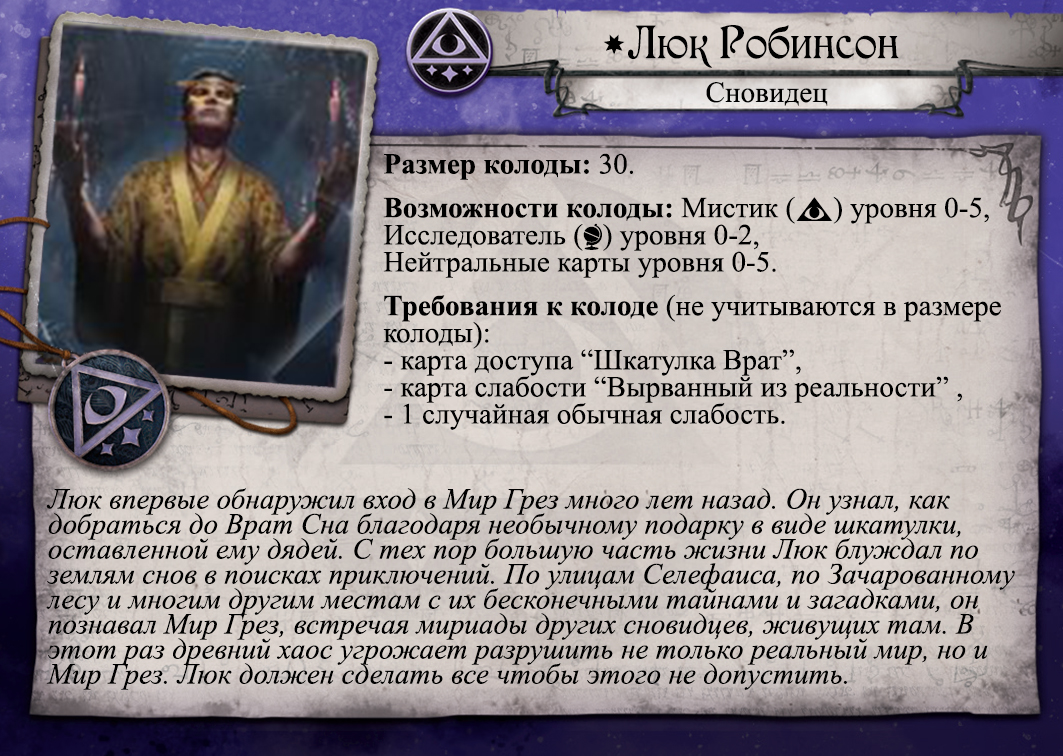 Люк Робинсон
Сновидец
Размер колоды: 30.
Возможности колоды: Мистик () уровня 0-5,
Исследователь () уровня 0-2,
Нейтральные карты уровня 0-5.
Требования к колоде (не учитываются в размере
колоды):
- карта доступа “Шкатулка Врат”,
- карта слабости “Вырванный из реальности” ,
- 1 случайная обычная слабость.
Люк впервые обнаружил вход в Мир Грез много лет назад. Он узнал, как
добраться до Врат Сна благодаря необычному подарку в виде шкатулки,
оставленной ему дядей. С тех пор большую часть жизни Люк блуждал по
землям снов в поисках приключений. По улицам Селефаиса, по Зачарованному
лесу и многим другим местам с их бесконечными тайнами и загадками, он
познавал Мир Грез, встречая мириады других сновидцев, живущих там. В
этот раз древний хаос угрожает разрушить не только реальный мир, но и
Мир Грез. Люк должен сделать все чтобы этого не допустить.